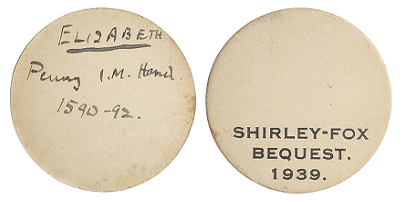 ELIZABETH
Penny I.M. Hand.
1590-92.
SHIRLEY-FOX
BEQUEST.
1939.